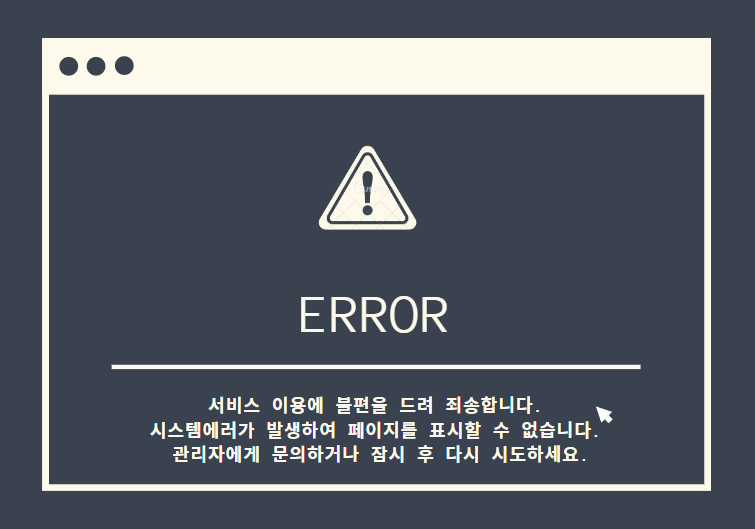 ERROR
서비스 이용에 불편을 드려 죄송합니다.
시스템에러가 발생하여 페이지를 표시할 수 없습니다.
관리자에게 문의하거나 잠시 후 다시 시도하세요.